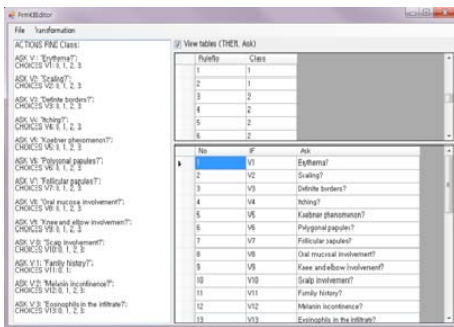 FrmKBEditor
File Transformation
ACTIONS FIND Class;
ASK V1: "Erythema?";
CHOICES V1: 0, 1, 2, 3;
ASK V2: "Scaling?";
CHOICES V2: 0, 1, 2, 3;
ASK V3: "Definite borders?";
CHOICES V3: 0, 1, 2, 3;
ASK V4: "Itching?";
CHOICES V4: 0, 1, 2, 3;
ASK V5: "Koebner phenomenon?";
CHOICES V5: 0, 1, 2, 3;
ASK V6: "Polygonal papules?";
CHOICES V6: 0, 1, 2, 3;
ASK V7: "Follicular papules?";
CHOICES V7: 0, 1, 2, 3;
ASK V8: "Oral mucosa involvement?";
CHOICES V8: 0, 1, 2, 3;
ASK V9: "Knee and elbow involvement?";
CHOICES V9: 0, 1, 2, 3;
ASK V10: "Scalp involvement?";
CHOICES V10: 0, 1, 2, 3;
ASK V11: "Family history?";
CHOICES V11: 0, 1;
ASK V12: "Melanin incontinence?";
CHOICES V12: 0, 1, 2, 3;
ASK V13: "Eosinophils in the infiltrate?";
CHOICES V13: 0, 1, 2, 3;
View tables (THEN, Ask)
RuleNo Class
1 1
2 1
3 2
4 2
5 2
6 2
No IF Ask
1 V1 Erythema?
2 V2 Scaling?
3 V3 Definite borders?
4 V4 Itching?
5 V5 Koebner phenomenon?
6 V6 Polygonal papules?
7 V7 Follicular papules?
8 V8 Oral mucosal involvement?
9 V9 Knee and elbow involvement?
10 V10 Scalp involvement?
11 V11 Family history?
12 V12 Melanin incontinence?
13 V13 Eosinophils in the infiltrate?